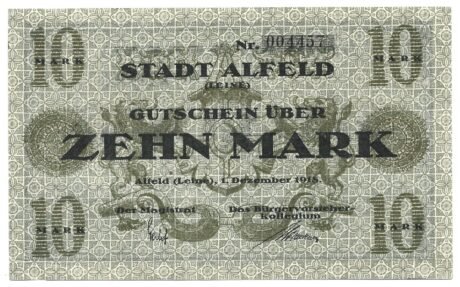 Nr. 004457
10 MARK
10 MARK
STADT ALFELD
(LEINE)
GUTSCHEIN ÜBER
ZEHN MARK
Alfeld (Leine), 1. Dezember 1918.
Der Magistrat
Das Bürgervorsteher-
Kollegium
10 MARK
10 MARK